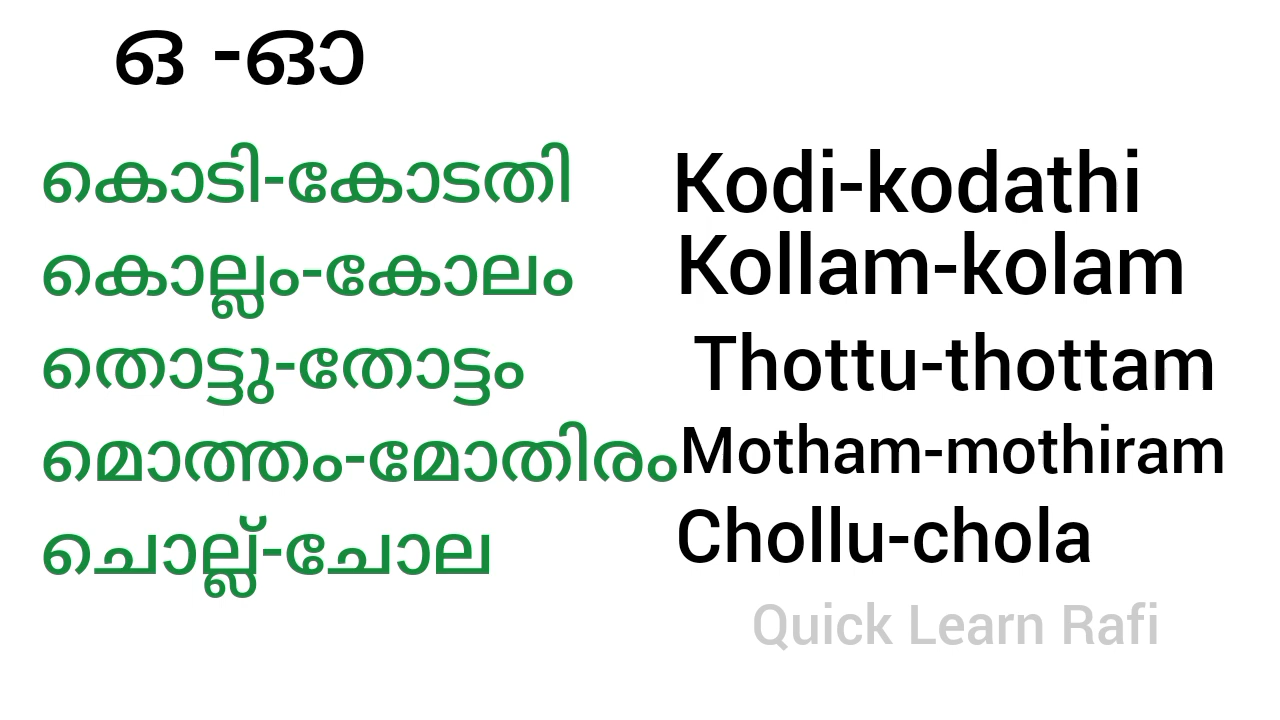 ഒ -ഓ
കൊടി-കോടതി Kodi-kodathi
കൊല്ലം-കോലം Kollam-kolam
തൊട്ടു-തോട്ടം Thottu-thottam
മൊത്തം-മോതിരം Motham-mothiram
ചൊല്ല്-ചോല Chollu-chola
Quick Learn Rafi